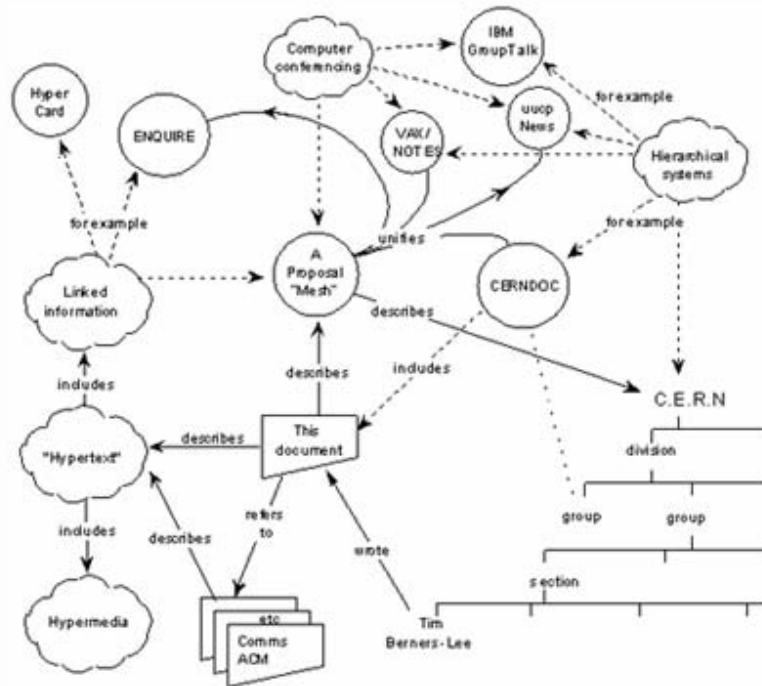 IBM
GroupTalk
Computer
conferencing
Hyper
Card
for example
uucp
News
ENQUIRE
VAX/
NOTES
Hierarchical
systems
for example
unifies
for example
A
Proposal
"Mesh"
CERNDOC
Linked
information
describes
includes
describes
includes
C.E.R.N
This
document
describes
"Hypertext"
division
refers
to
group
group
includes
describes
wrote
section
etc
Tim
Berners-Lee
Hypermedia
Comms
ACM